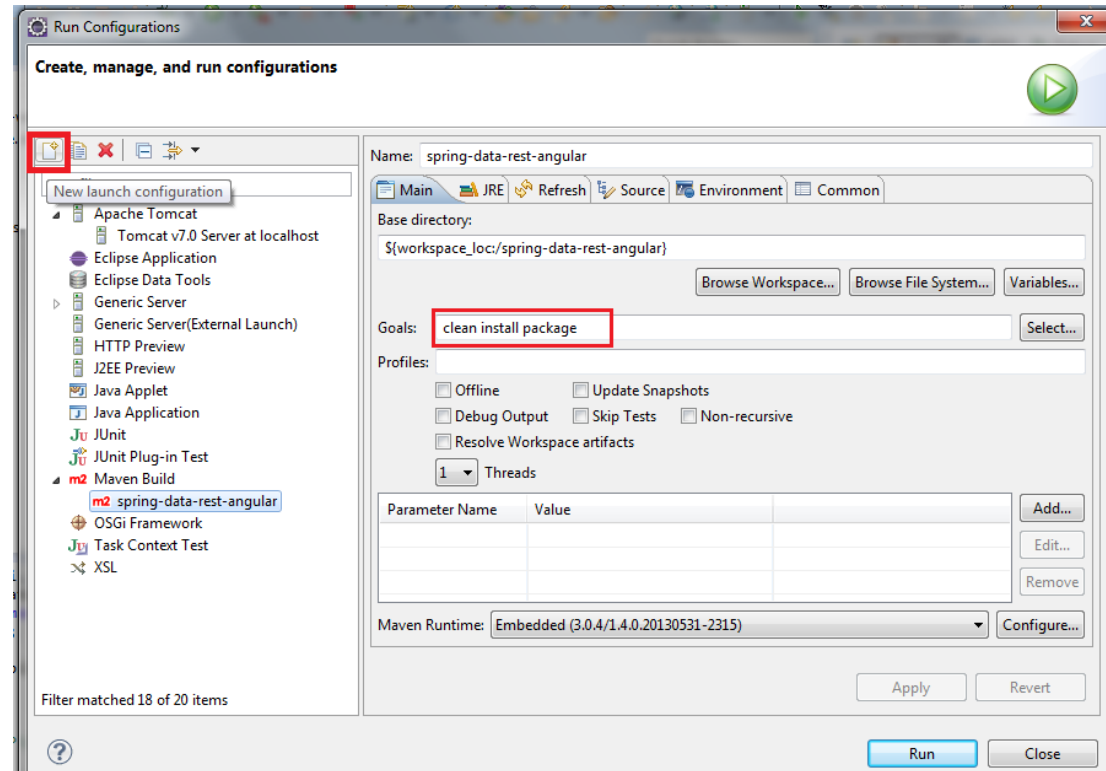 Run Configurations
Create, manage, and run configurations
New launch configuration
Apache Tomcat
Tomcat v7.0 Server at localhost
Eclipse Application
Eclipse Data Tools
Generic Server
Generic Server(External Launch)
HTTP Preview
J2EE Preview
Java Applet
Java Application
JUnit
JUnit Plug-in Test
m2 Maven Build
m2 spring-data-rest-angular
OSGi Framework
Task Context Test
XSL
Filter matched 18 of 20 items
Name: spring-data-rest-angular
Main JRE Refresh Source Environment Common
Base directory:
${workspace_loc:/spring-data-rest-angular}
Browse Workspace... Browse File System... Variables...
Goals: clean install package Select...
Profiles:
Offline Update Snapshots
Debug Output Skip Tests Non-recursive
Resolve Workspace artifacts
1 Threads
Parameter Name Value Add...
Edit...
Remove
Maven Runtime: Embedded (3.0.4/1.4.0.20130531-2315) Configure...
Apply Revert
Run Close